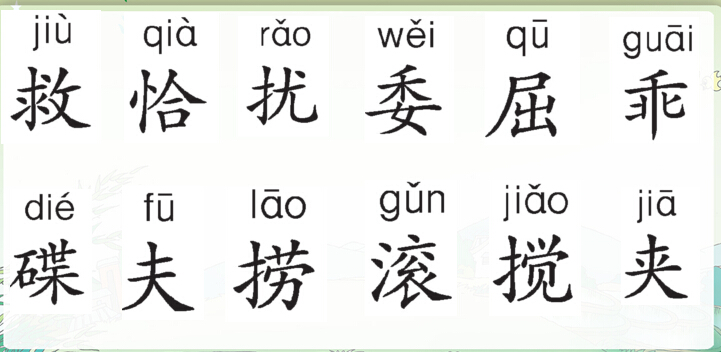 jiù qià rǎo wěi qū guāi
救 恰 扰 委 屈 乖
dié fū lāo gǔn jiǎo jiā
碟 夫 捞 滚 搅 夹